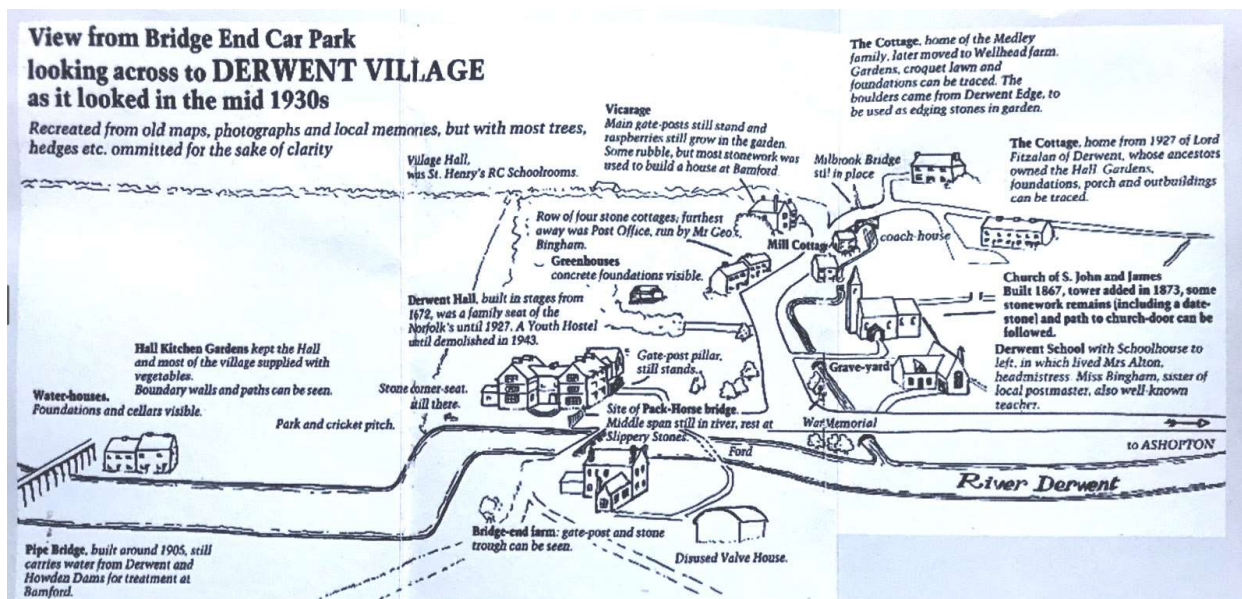 View from Bridge End Car Park
looking across to DERWENT VILLAGE
as it looked in the mid 1930s
Recreated from old maps, photographs and local memories, but with most trees,
hedges etc. ommitted for the sake of clarity
The Cottage, home of the Medley
family, later moved to Wellhead farm.
Gardens, croquet lawn and
foundations can be traced. The
boulders came from Derwent Edge, to
be used as edging stones in garden.
Vicarage
Main gate-posts still stand and
raspberries still grow in the garden.
Some rubble, but most stonework was
used to build a house at Bamford.
Village Hall,
was St. Henry's RC Schoolrooms.
Milbrook Bridge
still in place
The Cottage, home from 1927 of Lord
Fitzalan of Derwent, whose ancestors
owned the Hall. Gardens,
foundations, porch and outbuildings
can be traced.
Row of four stone cottages; furthest
away was Post Office, run by Mr Geo.
Bingham.
Mill Cottage
coach-house
Greenhouses
concrete foundations visible.
Derwent Hall, built in stages from
1672, was a family seat of the
Norfolk's until 1927. A Youth Hostel
until demolished in 1943.
Church of S. John and James
Built 1867, tower added in 1873, some
stonework remains (including a date-
stone) and path to church-door can be
followed.
Hall Kitchen Gardens kept the Hall
and most of the village supplied with
vegetables.
Boundary walls and paths can be seen.
Gate-post pillar,
still stands.
Grave-yard
Derwent School with Schoolhouse to
left, in which lived Mrs Alton,
headmistress. Miss Bingham, sister of
local postmaster, also well-known
teacher.
Water-houses.
Foundations and cellars visible.
Stone corner-seat.
still there.
Park and cricket pitch.
Site of Pack-Horse bridge.
Middle span still in river, rest at
Slippery Stones.
War Memorial
Ford
to ASHOPTON
River Derwent
Bridge-end farm: gate-post and stone
trough can be seen.
Disused Valve House.
Pipe Bridge, built around 1905, still
carries water from Derwent and
Howden Dams for treatment at
Bamford.